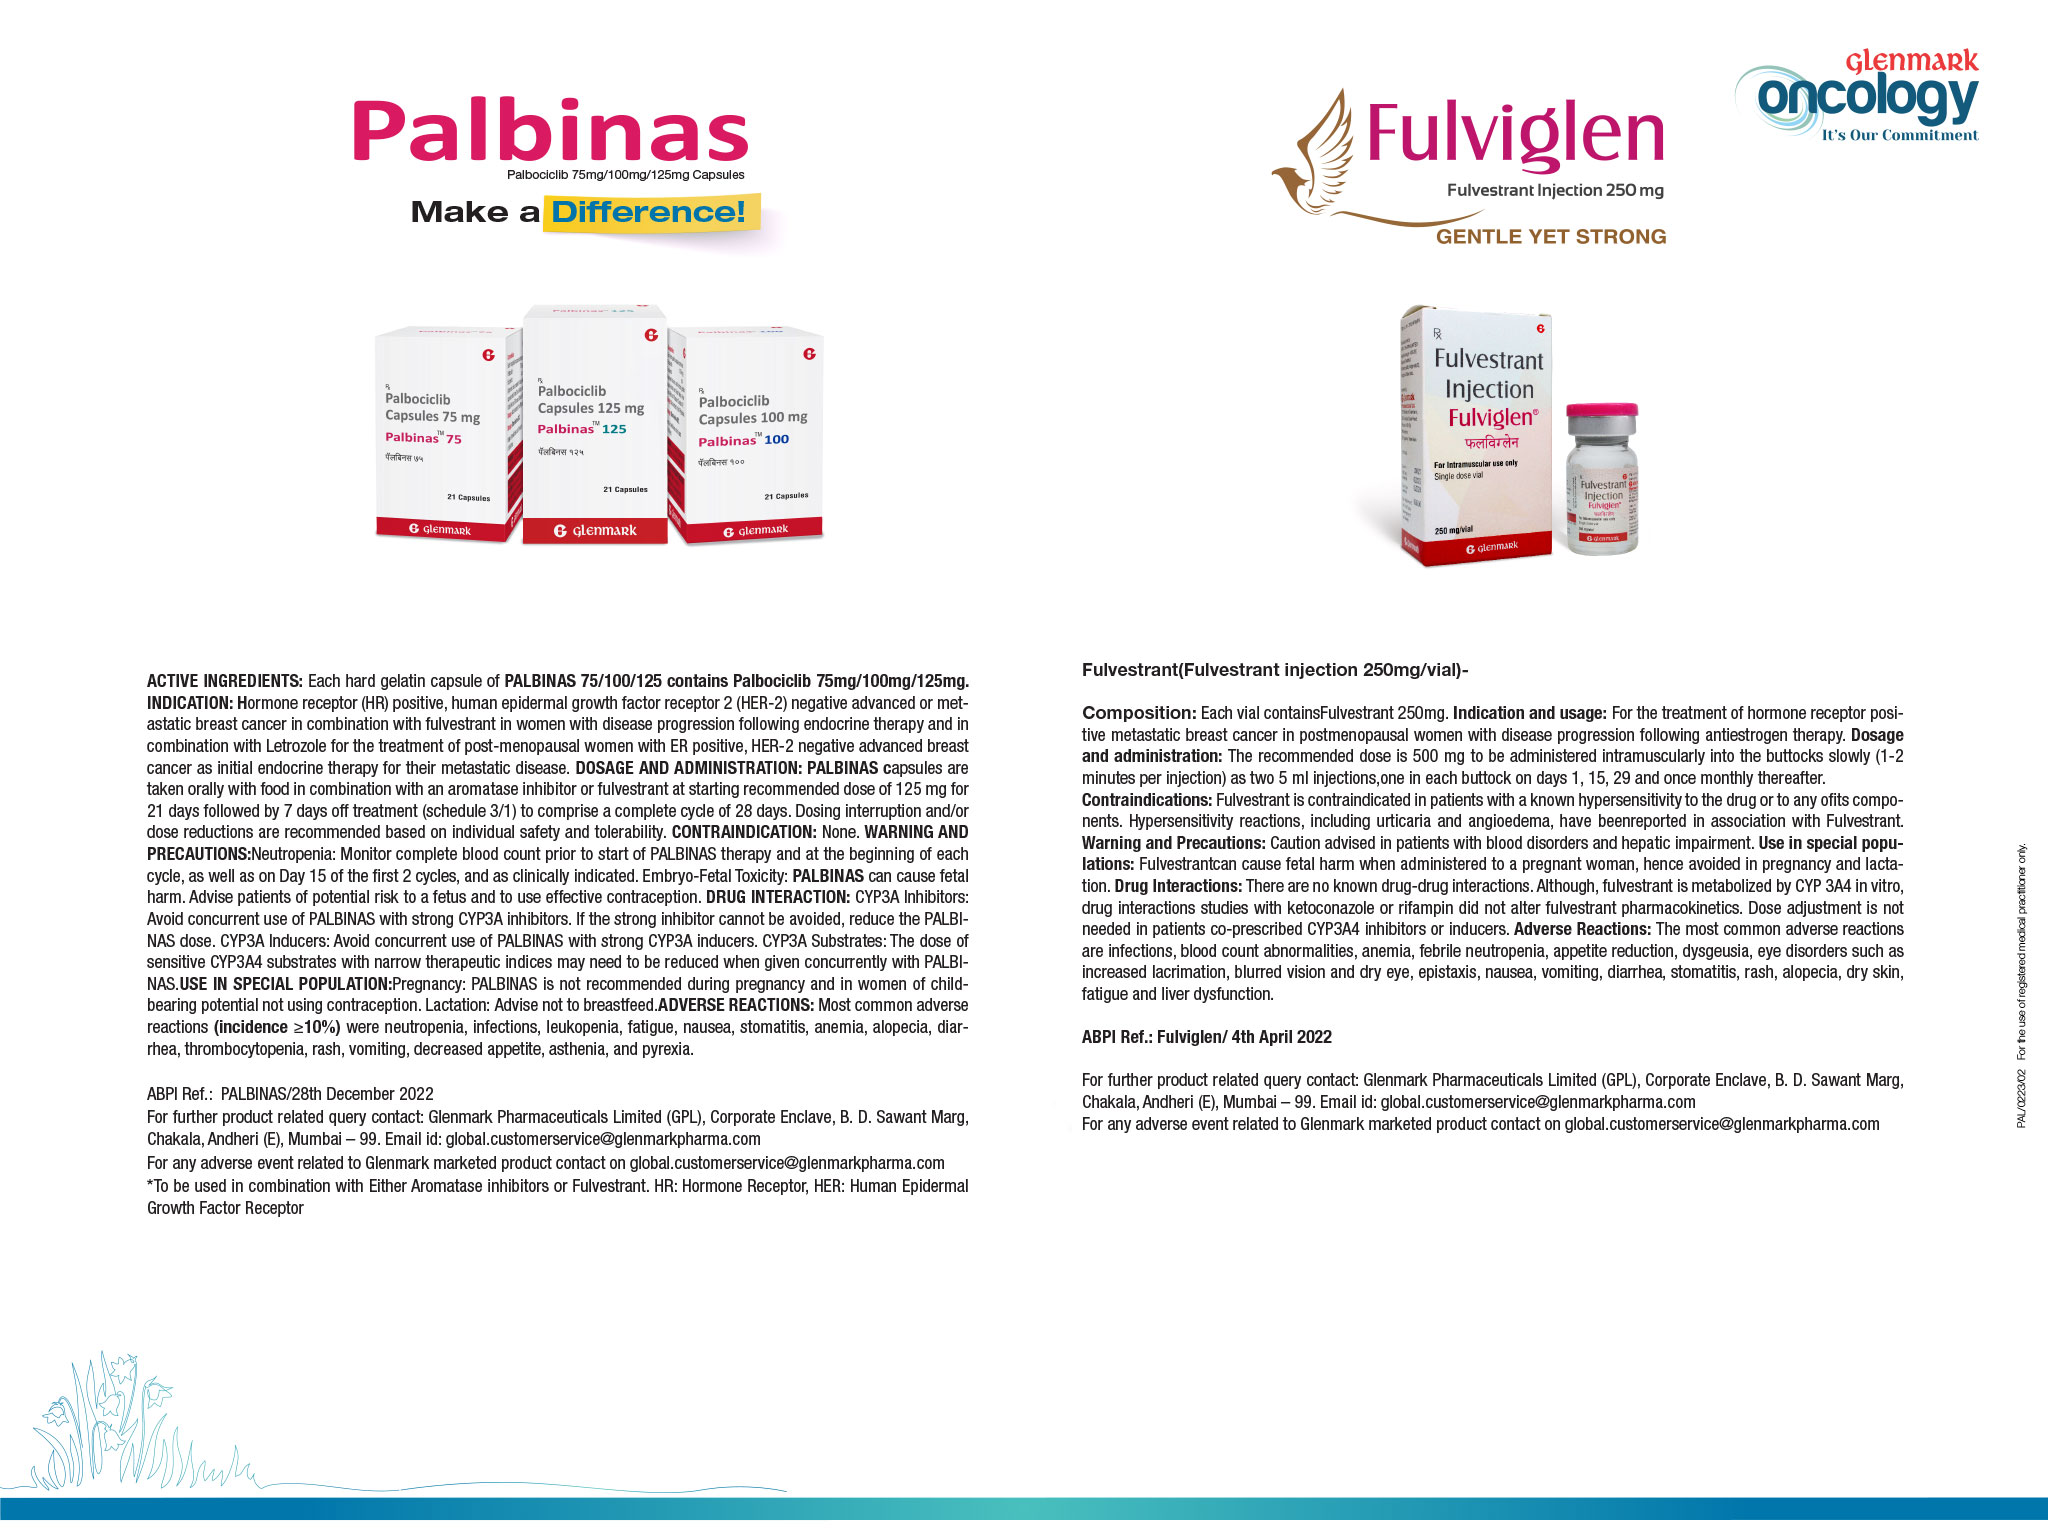 Palbinas
Palbociclib 75mg/100mg/125mg Capsules
Make a Difference!
Palbociclib
Capsules 75 mg
Palbinas™ 75
पॅलबिनस ७५
21 Capsules
Glenmark
Palbinas 125
Palbociclib
Capsules 125 mg
Palbinas™ 125
पॅलबिनस १२५
21 Capsules
Glenmark
Palbociclib
Capsules 100 mg
Palbinas™ 100
पॅलबिनस १००
21 Capsules
Glenmark
ACTIVE INGREDIENTS: Each hard gelatin capsule of PALBINAS 75/100/125 contains Palbociclib 75mg/100mg/125mg.
INDICATION: Hormone receptor (HR) positive, human epidermal growth factor receptor 2 (HER-2) negative advanced or met-
astatic breast cancer in combination with fulvestrant in women with disease progression following endocrine therapy and in
combination with Letrozole for the treatment of post-menopausal women with ER positive, HER-2 negative advanced breast
cancer as initial endocrine therapy for their metastatic disease. DOSAGE AND ADMINISTRATION: PALBINAS capsules are
taken orally with food in combination with an aromatase inhibitor or fulvestrant at starting recommended dose of 125 mg for
21 days followed by 7 days off treatment (schedule 3/1) to comprise a complete cycle of 28 days. Dosing interruption and/or
dose reductions are recommended based on individual safety and tolerability. CONTRAINDICATION: None. WARNING AND
PRECAUTIONS:Neutropenia: Monitor complete blood count prior to start of PALBINAS therapy and at the beginning of each
cycle, as well as on Day 15 of the first 2 cycles, and as clinically indicated. Embryo-Fetal Toxicity: PALBINAS can cause fetal
harm. Advise patients of potential risk to a fetus and to use effective contraception. DRUG INTERACTION: CYP3A Inhibitors:
Avoid concurrent use of PALBINAS with strong CYP3A inhibitors. If the strong inhibitor cannot be avoided, reduce the PALBI-
NAS dose. CYP3A Inducers: Avoid concurrent use of PALBINAS with strong CYP3A inducers. CYP3A Substrates: The dose of
sensitive CYP3A4 substrates with narrow therapeutic indices may need to be reduced when given concurrently with PALBI-
NAS.USE IN SPECIAL POPULATION:Pregnancy: PALBINAS is not recommended during pregnancy and in women of child-
bearing potential not using contraception. Lactation: Advise not to breastfeed.ADVERSE REACTIONS: Most common adverse
reactions (incidence ≥10%) were neutropenia, infections, leukopenia, fatigue, nausea, stomatitis, anemia, alopecia, diar-
rhea, thrombocytopenia, rash, vomiting, decreased appetite, asthenia, and pyrexia.
ABPI Ref.: PALBINAS/28th December 2022
For further product related query contact: Glenmark Pharmaceuticals Limited (GPL), Corporate Enclave, B. D. Sawant Marg,
Chakala, Andheri (E), Mumbai – 99. Email id: global.customerservice@glenmarkpharma.com
For any adverse event related to Glenmark marketed product contact on global.customerservice@glenmarkpharma.com
*To be used in combination with Either Aromatase inhibitors or Fulvestrant. HR: Hormone Receptor, HER: Human Epidermal
Growth Factor Receptor
Glenmark
oncology
It's Our Commitment
Fulviglen
Fulvestrant Injection 250 mg
GENTLE YET STRONG
Rx
Fulvestrant
Injection
Fulviglen®
फलविग्लेन
For Intramuscular use only
Single dose vial
250 mg/vial
Glenmark
Fulvestrant
Injection
Fulviglen®
Glenmark
Fulvestrant(Fulvestrant injection 250mg/vial)-
Composition: Each vial containsFulvestrant 250mg. Indication and usage: For the treatment of hormone receptor posi-
tive metastatic breast cancer in postmenopausal women with disease progression following antiestrogen therapy. Dosage
and administration: The recommended dose is 500 mg to be administered intramuscularly into the buttocks slowly (1-2
minutes per injection) as two 5 ml injections,one in each buttock on days 1, 15, 29 and once monthly thereafter.
Contraindications: Fulvestrant is contraindicated in patients with a known hypersensitivity to the drug or to any ofits compo-
nents. Hypersensitivity reactions, including urticaria and angioedema, have beenreported in association with Fulvestrant.
Warning and Precautions: Caution advised in patients with blood disorders and hepatic impairment. Use in special popu-
lations: Fulvestrantcan cause fetal harm when administered to a pregnant woman, hence avoided in pregnancy and lacta-
tion. Drug Interactions: There are no known drug-drug interactions. Although, fulvestrant is metabolized by CYP 3A4 in vitro,
drug interactions studies with ketoconazole or rifampin did not alter fulvestrant pharmacokinetics. Dose adjustment is not
needed in patients co-prescribed CYP3A4 inhibitors or inducers. Adverse Reactions: The most common adverse reactions
are infections, blood count abnormalities, anemia, febrile neutropenia, appetite reduction, dysgeusia, eye disorders such as
increased lacrimation, blurred vision and dry eye, epistaxis, nausea, vomiting, diarrhea, stomatitis, rash, alopecia, dry skin,
fatigue and liver dysfunction.
ABPI Ref.: Fulviglen/ 4th April 2022
For further product related query contact: Glenmark Pharmaceuticals Limited (GPL), Corporate Enclave, B. D. Sawant Marg,
Chakala, Andheri (E), Mumbai – 99. Email id: global.customerservice@glenmarkpharma.com
For any adverse event related to Glenmark marketed product contact on global.customerservice@glenmarkpharma.com
PAL/0223/02 For the use of registered medical practitioner only.